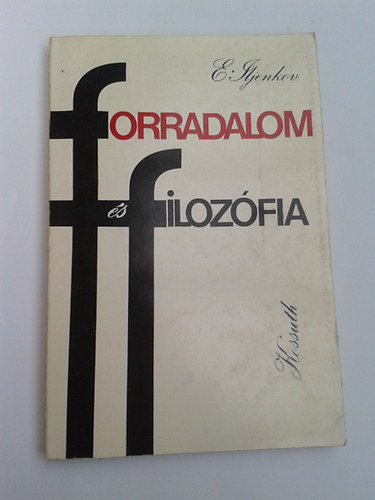 E. Iljenkov
forradalom
és
filozófia
Kossuth